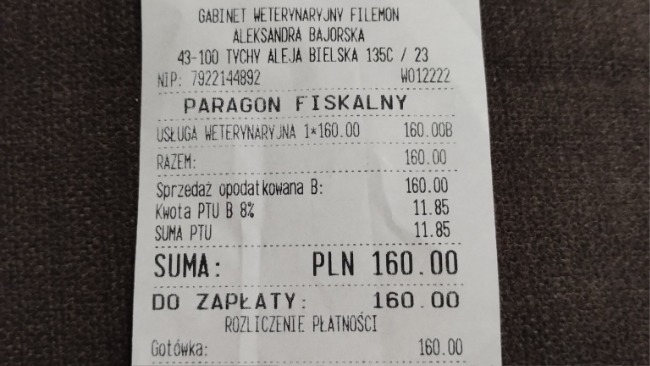 GABINET WETERYNARYJNY FILEMON
ALEKSANDRA BAJORSKA
43-100 TYCHY ALEJA BIELSKA 135C / 23
NIP: 7922144892 W012222
PARAGON FISKALNY
USŁUGA WETERYNARYJNA 1*160.00 160.00B
RAZEM: 160.00
Sprzedaż opodatkowana B: 160.00
Kwota PTU B 8% 11.85
SUMA PTU 11.85
SUMA: PLN 160.00
DO ZAPŁATY: 160.00
ROZLICZENIE PŁATNOŚCI
Gotówka: 160.00